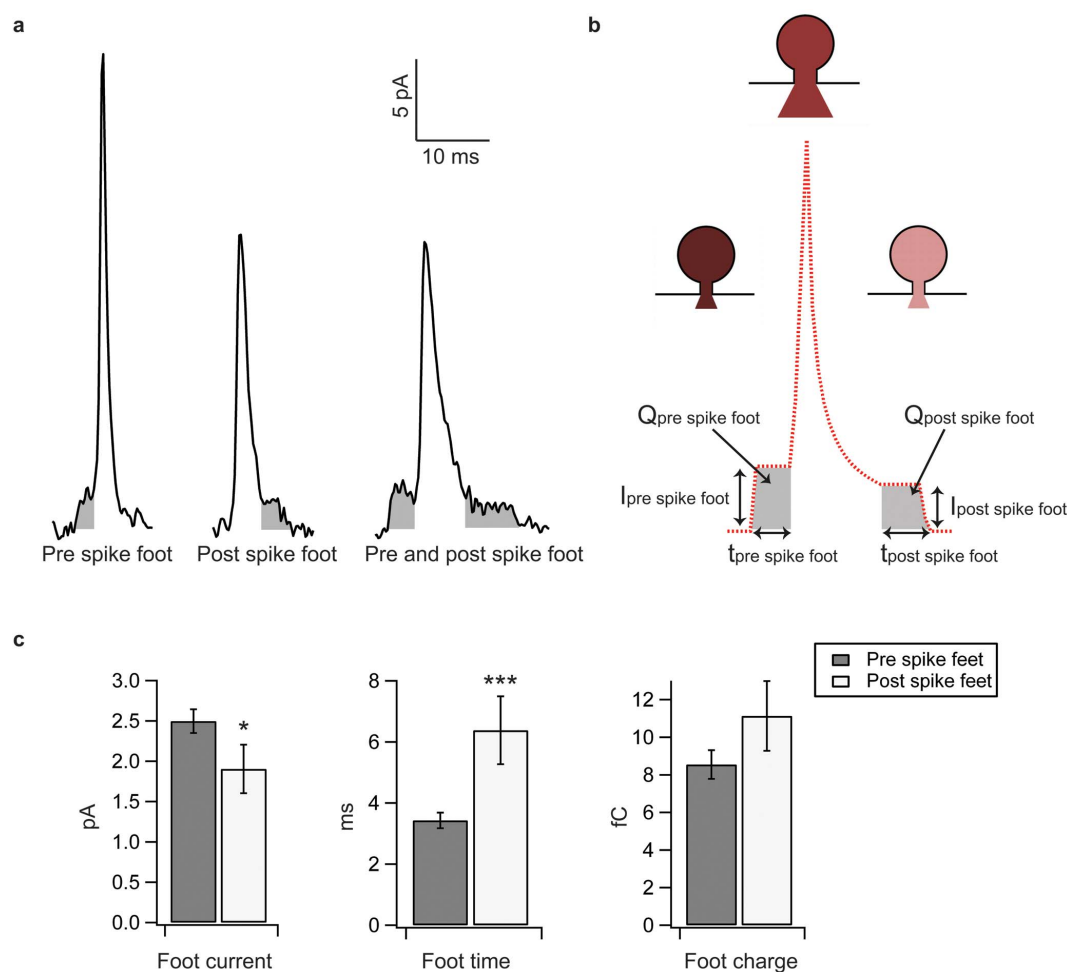 a
b
5 pA
10 ms
Pre spike foot
Post spike foot
Pre and post spike foot
Qpre spike foot
Qpost spike foot
Ipre spike foot
Ipost spike foot
tpre spike foot
tpost spike foot
c
Pre spike feet
Post spike feet
3.0
2.5
2.0
1.5
1.0
0.5
0.0
pA
*
Foot current
8
6
4
2
0
ms
***
Foot time
12
10
8
6
4
2
0
fC
Foot charge